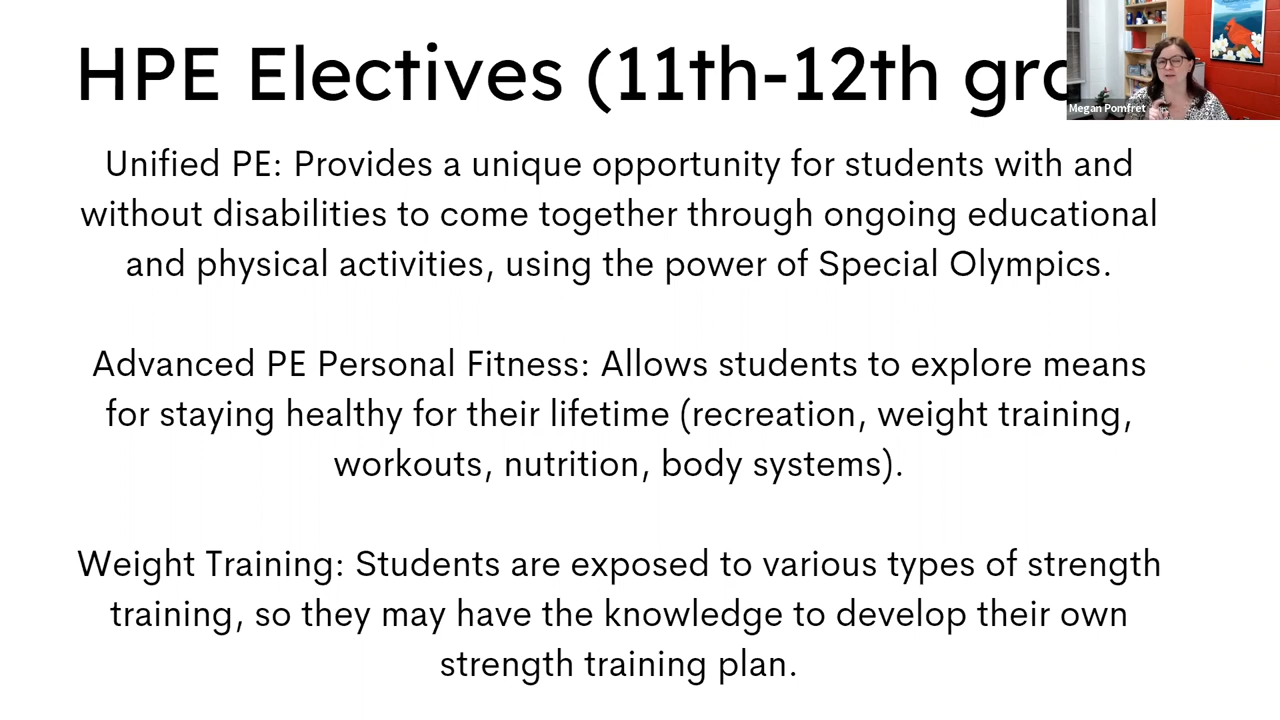 HPE Electives (11th-12th
Megan Pomfret
Unified PE: Provides a unique opportunity for students with and
without disabilities to come together through ongoing educational
and physical activities, using the power of Special Olympics.
Advanced PE Personal Fitness: Allows students to explore means
for staying healthy for their lifetime (recreation, weight training,
workouts, nutrition, body systems).
Weight Training: Students are exposed to various types of strength
training, so they may have the knowledge to develop their own
strength training plan.